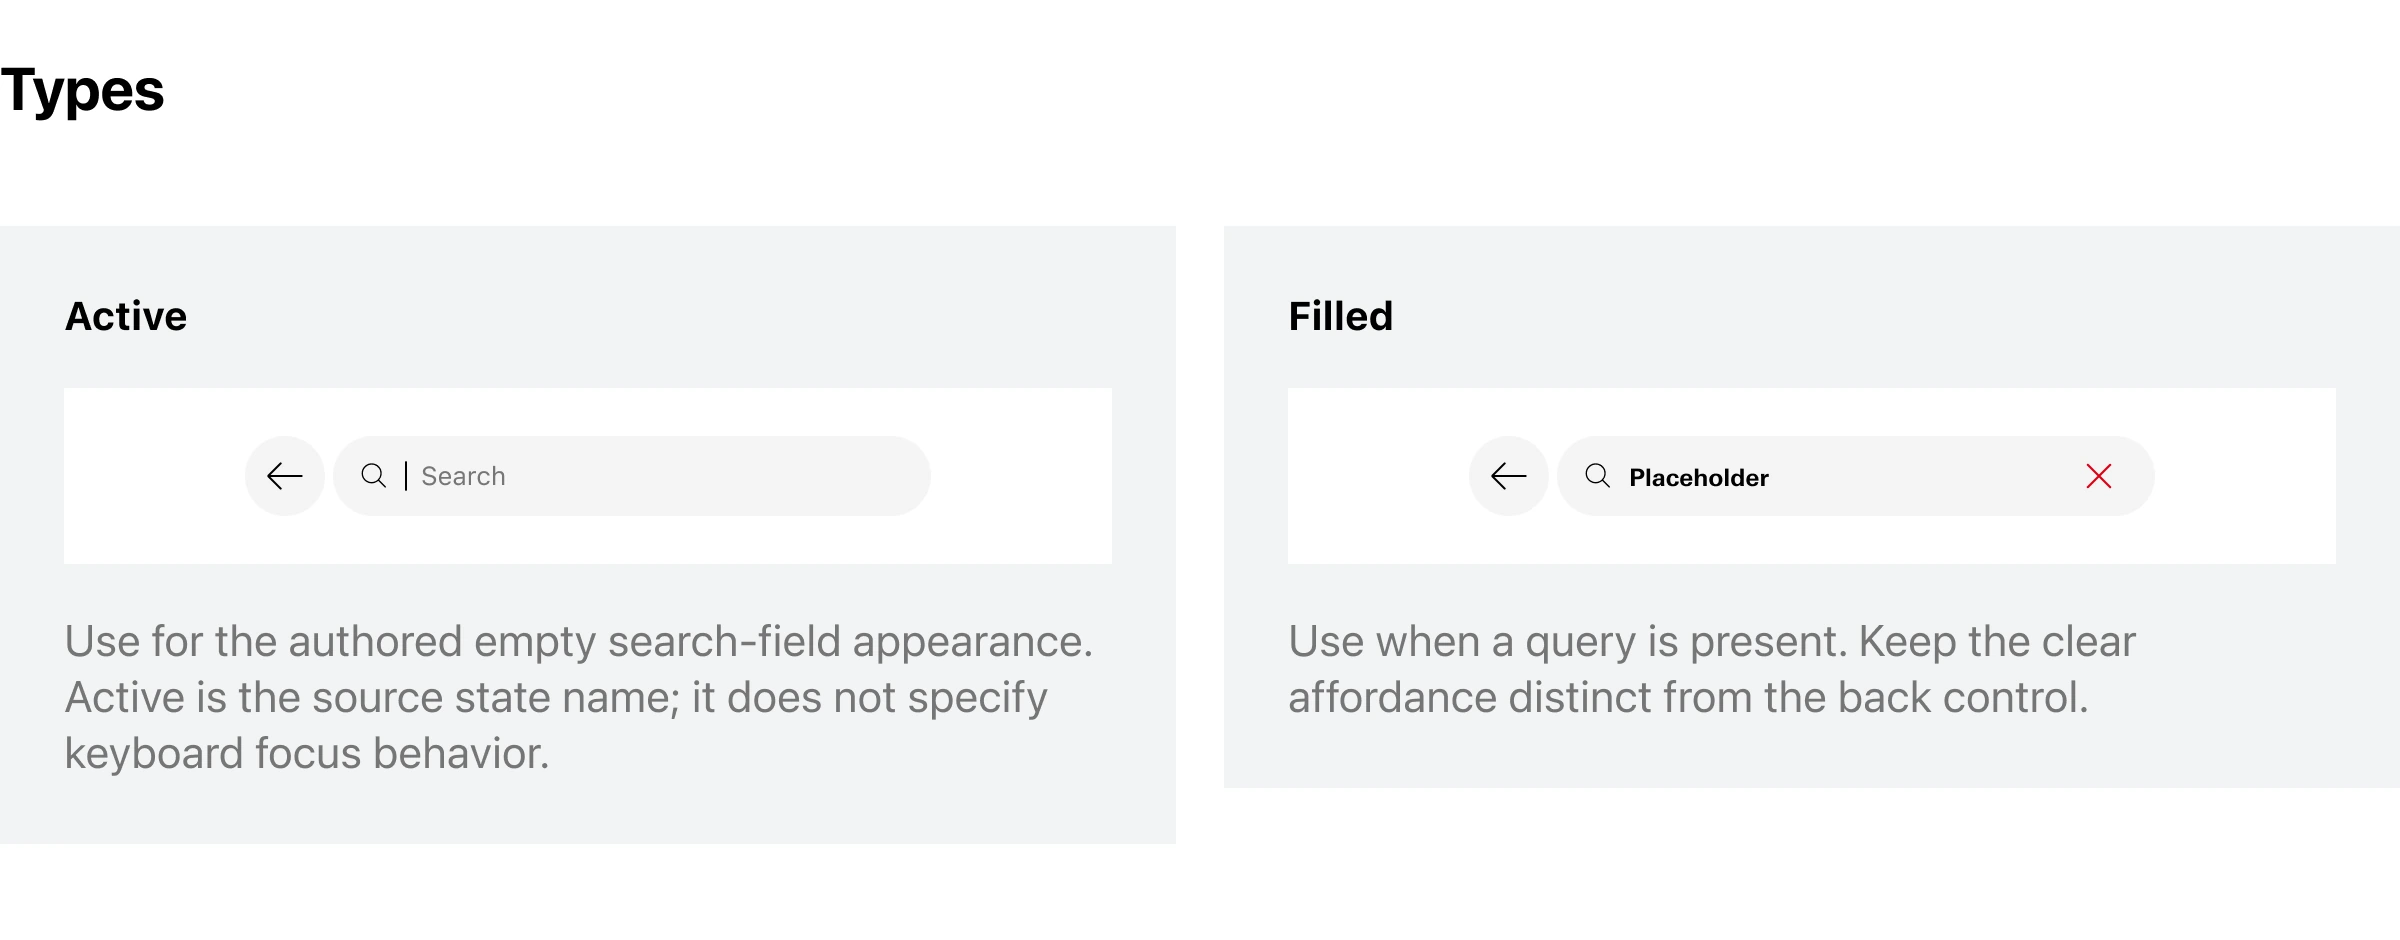 Types
Active
Search
Use for the authored empty search-field appearance.
Active is the source state name; it does not specify
keyboard focus behavior.
Filled
Placeholder
Use when a query is present. Keep the clear
affordance distinct from the back control.